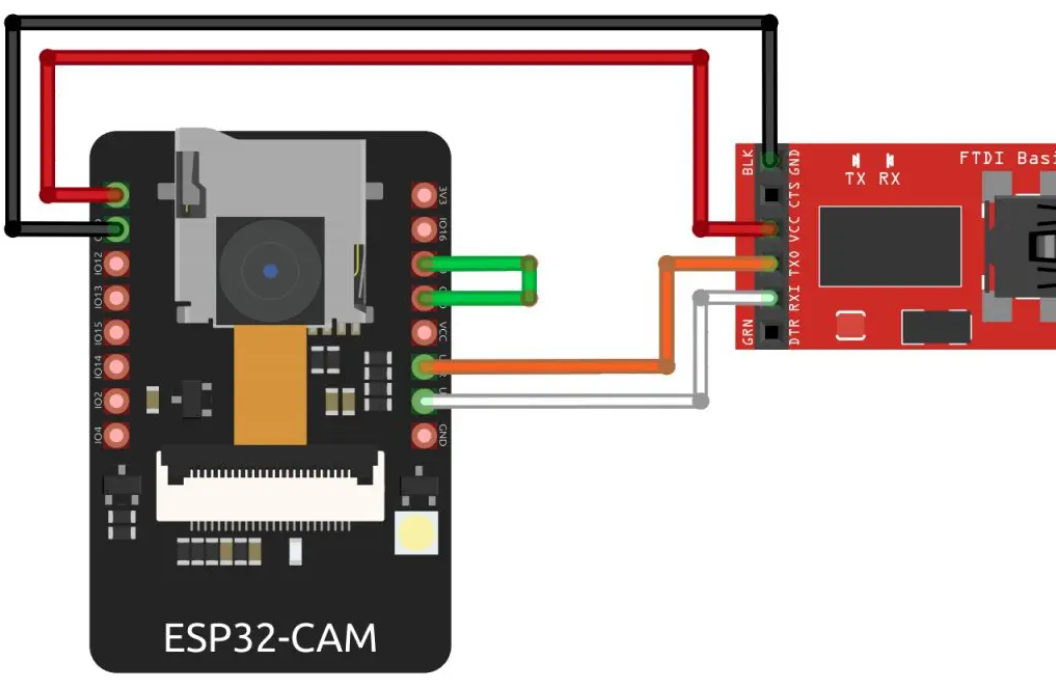 BLK
GND
CTS
VCC
TXO
RXI
DTR
GRN
TX RX
FTDI Basi
3V3
IO16
VCC
GND
IO12
IO13
IO15
IO14
IO2
IO4
ESP32-CAM